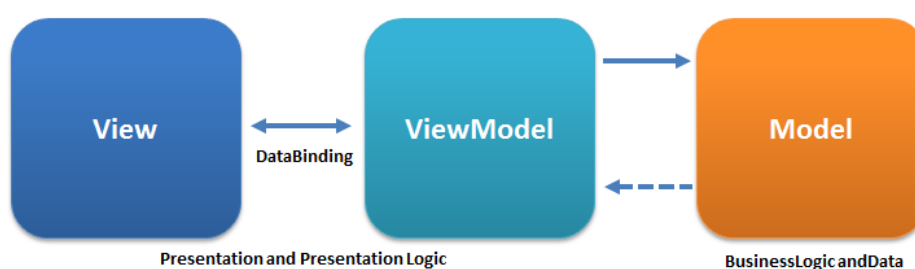 View
ViewModel
Model
DataBinding
Presentation and Presentation Logic
BusinessLogic andData